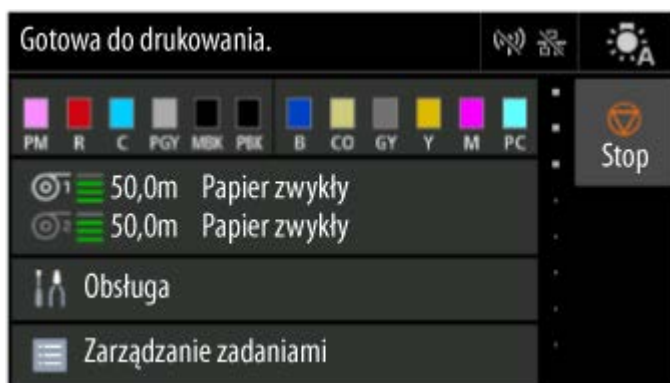 Gotowa do drukowania.
A
PM R C PGY MBK PBK B CO GY Y M PC
Stop
1 50,0m Papier zwykły
2 50,0m Papier zwykły
Obsługa
Zarządzanie zadaniami